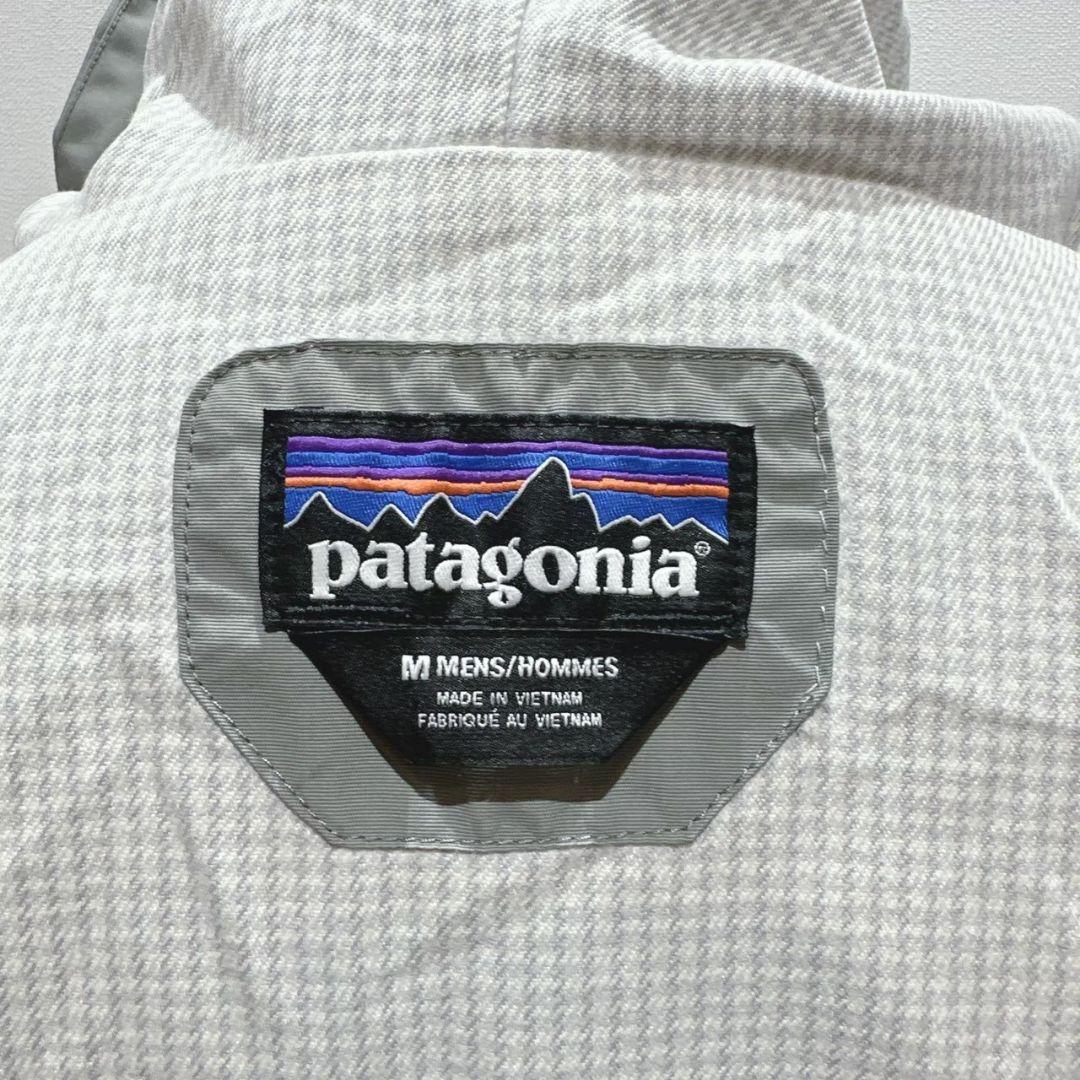 patagonia®
M MENS/HOMMES
MADE IN VIETNAM
FABRIQUÉ AU VIETNAM